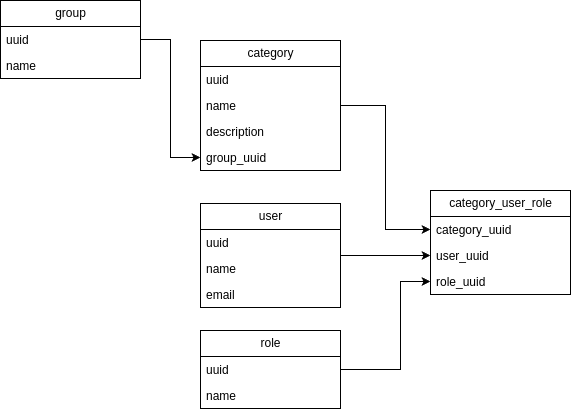 group
uuid
name
category
uuid
name
description
group_uuid
user
uuid
name
email
role
uuid
name
category_user_role
category_uuid
user_uuid
role_uuid